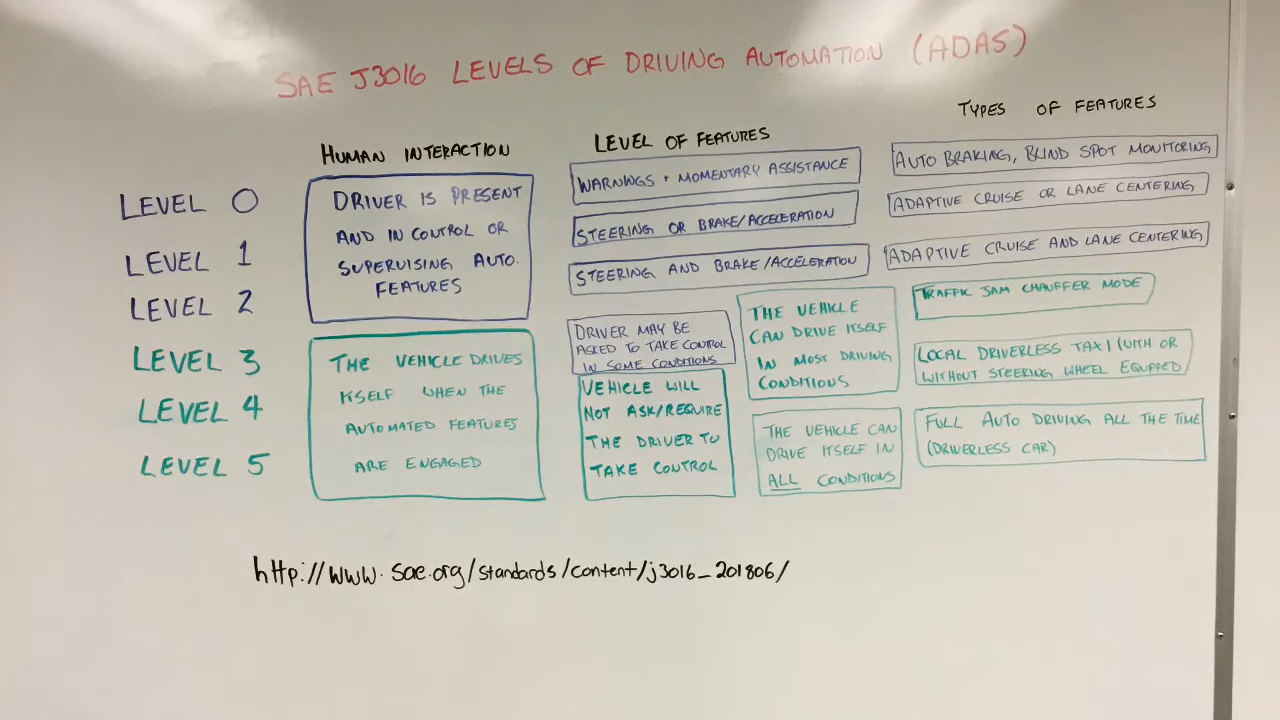 SAE J3016 LEVELS OF DRIVING AUTOMATION (ADAS)
HUMAN INTERACTION
LEVEL OF FEATURES
TYPES OF FEATURES
LEVEL 0
LEVEL 1
LEVEL 2
LEVEL 3
LEVEL 4
LEVEL 5
DRIVER IS PRESENT
AND IN CONTROL OR
SUPERVISING AUTO.
FEATURES
THE VEHICLE DRIVES
ITSELF WHEN THE
AUTOMATED FEATURES
ARE ENGAGED
WARNINGS + MOMENTARY ASSISTANCE
STEERING OR BRAKE/ACCELERATION
STEERING AND BRAKE/ACCELERATION
DRIVER MAY BE
ASKED TO TAKE CONTROL
IN SOME CONDITIONS
VEHICLE WILL
NOT ASK/REQUIRE
THE DRIVER TO
TAKE CONTROL
THE VEHICLE
CAN DRIVE ITSELF
IN MOST DRIVING
CONDITIONS
THE VEHICLE CAN
DRIVE ITSELF IN
ALL CONDITIONS
AUTO BRAKING, BLIND SPOT MONITORING
ADAPTIVE CRUISE OR LANE CENTERING
ADAPTIVE CRUISE AND LANE CENTERING
TRAFFIC JAM CHAUFFER MODE
LOCAL DRIVERLESS TAXI (WITH OR
WITHOUT STEERING WHEEL EQUPPED
FULL AUTO DRIVING ALL THE TIME
(DRIVERLESS CAR)
http://www.sae.org/standards/content/j3016_201806/